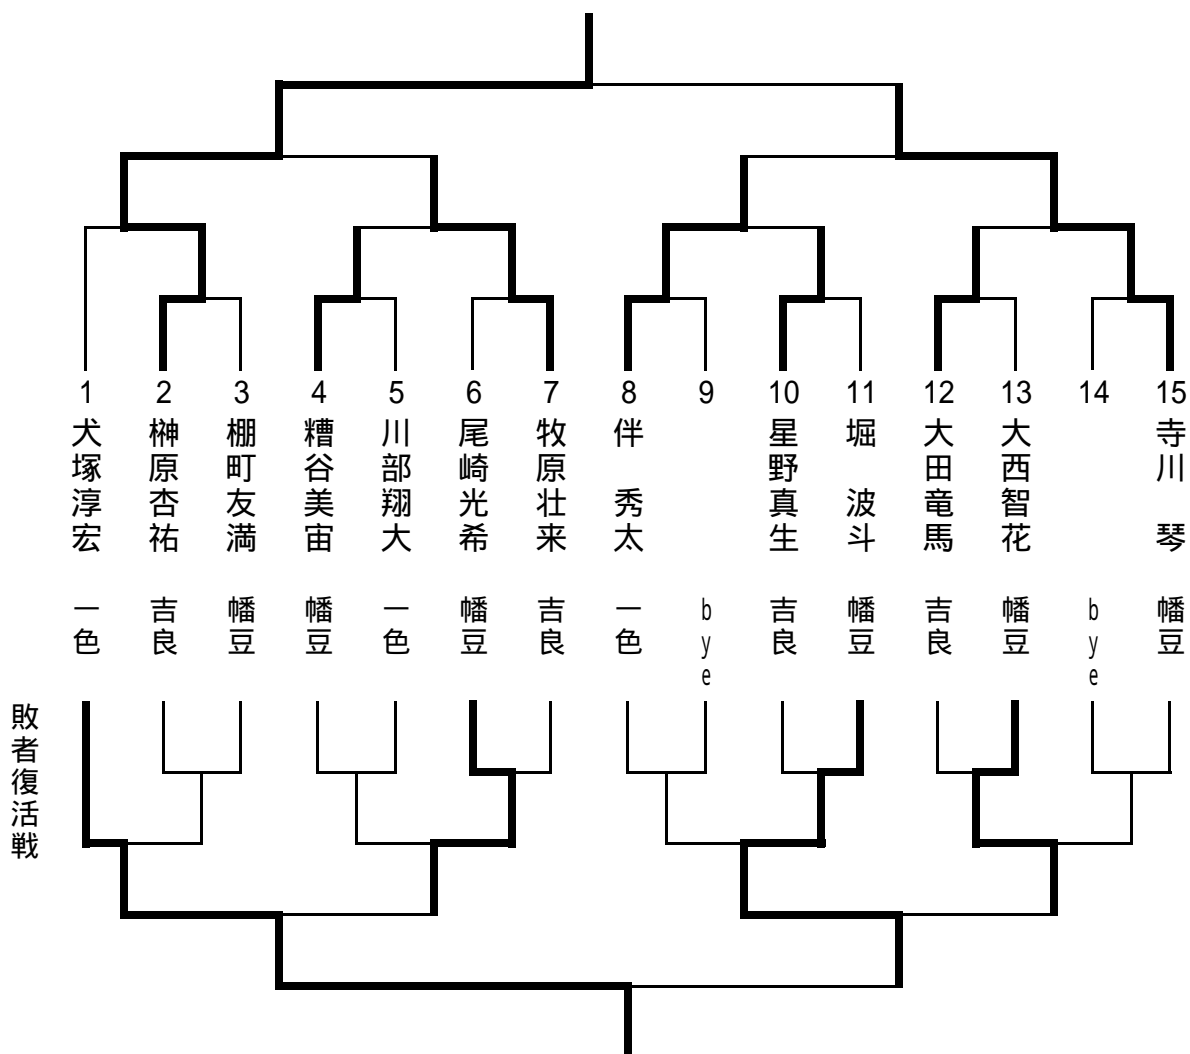 1 2 3 4 5 6 7 8 9 10 11 12 13 14 15
犬塚淳宏 一色
榊原杏祐 吉良
棚町友満 幡豆
糟谷美宙 幡豆
川部翔大 一色
尾崎光希 幡豆
牧原壮来 吉良
伴 秀太 一色
bye
星野真生 吉良
堀 波斗 幡豆
大田竜馬 吉良
大西智花 幡豆
bye
寺川 琴 幡豆
敗者復活戦